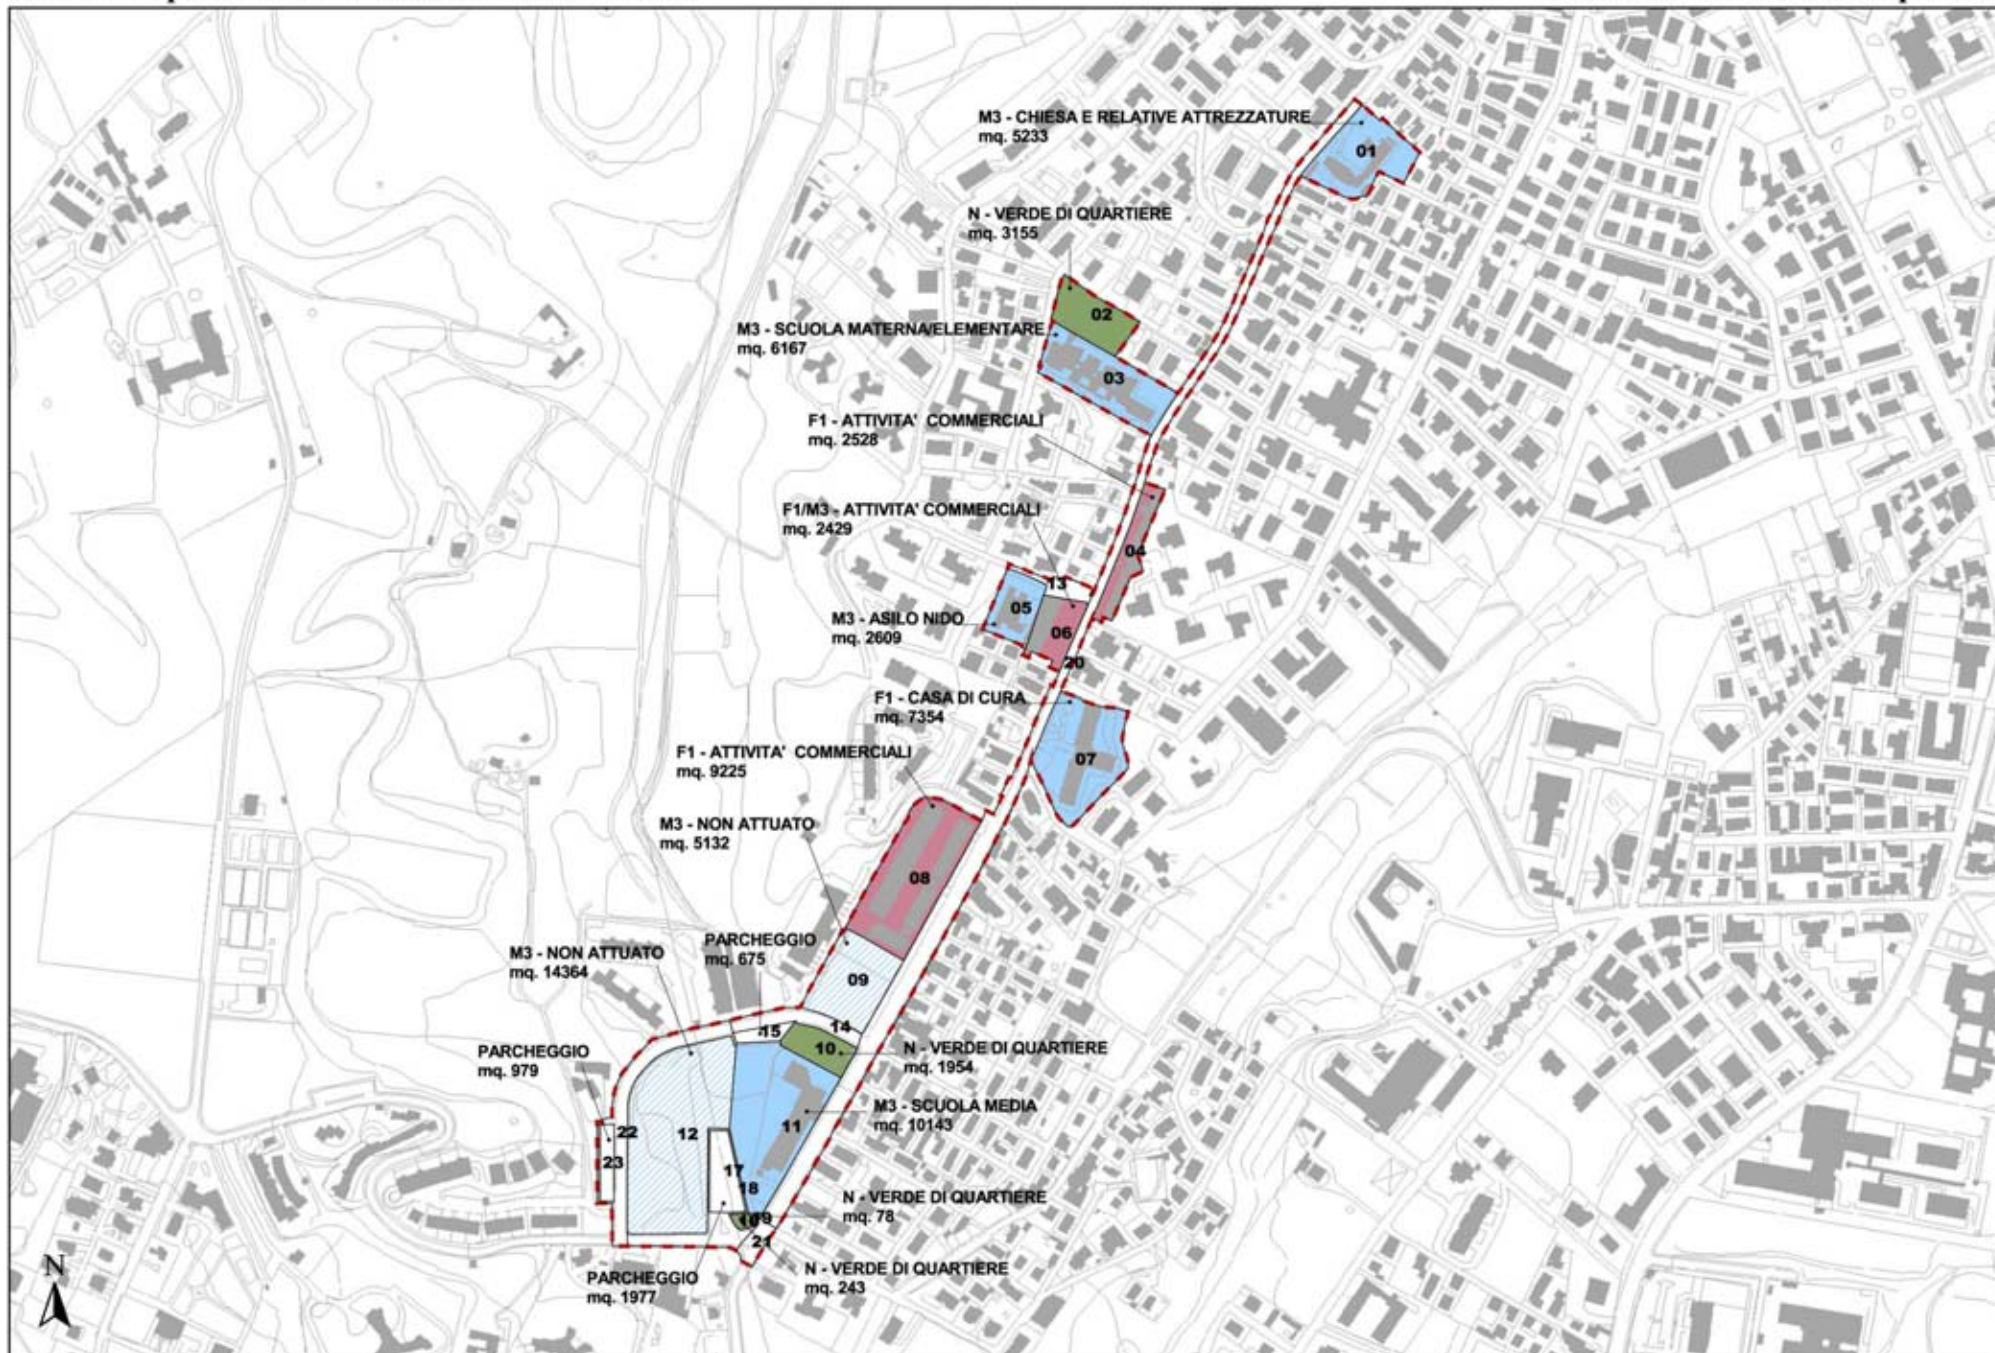 M3 - CHIESA E RELATIVE ATTREZZATURE
mq. 5233
01
N - VERDE DI QUARTIERE
mq. 3155
02
M3 - SCUOLA MATERNA/ELEMENTARE
mq. 6167
03
F1 - ATTIVITA' COMMERCIALI
mq. 2528
04
F1/M3 - ATTIVITA' COMMERCIALI
mq. 2429
13
05
06
M3 - ASILO NIDO
mq. 2609
20
F1 - CASA DI CURA
mq. 7354
07
F1 - ATTIVITA' COMMERCIALI
mq. 9225
M3 - NON ATTUATO
mq. 5132
08
PARCHEGGIO
mq. 675
M3 - NON ATTUATO
mq. 14364
09
14
15
10
N - VERDE DI QUARTIERE
mq. 1954
PARCHEGGIO
mq. 979
M3 - SCUOLA MEDIA
mq. 10143
11
12
22
23
17
18
N - VERDE DI QUARTIERE
mq. 78
19
21
N - VERDE DI QUARTIERE
mq. 243
PARCHEGGIO
mq. 1977
N